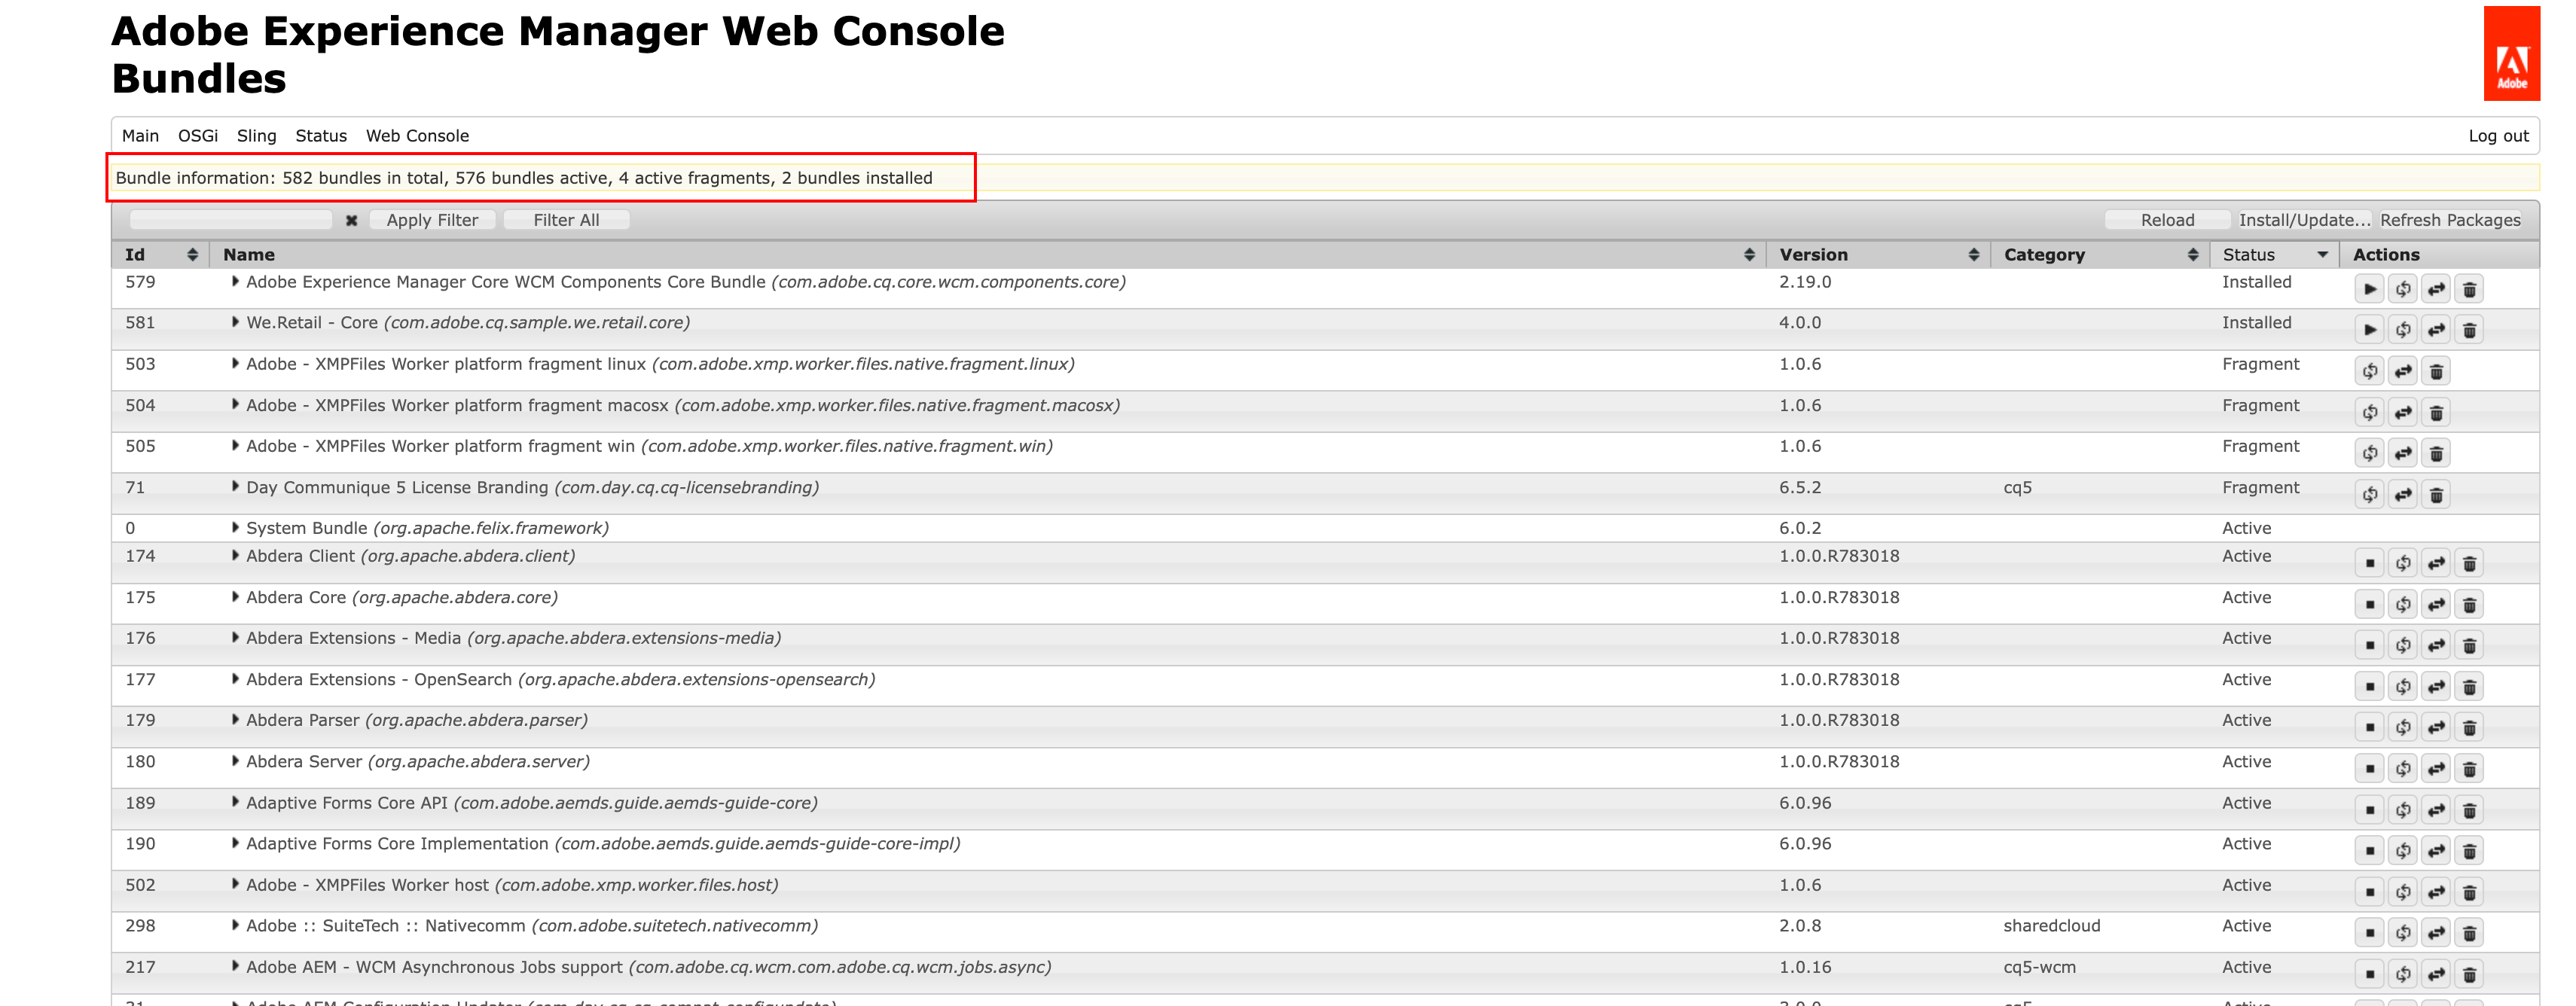 Adobe Experience Manager Web Console
Bundles
Adobe
Main OSGi Sling Status Web Console Log out
Bundle information: 582 bundles in total, 576 bundles active, 4 active fragments, 2 bundles installed
Apply Filter Filter All Reload Install/Update... Refresh Packages
Id Name Version Category Status Actions
579 Adobe Experience Manager Core WCM Components Core Bundle (com.adobe.cq.core.wcm.components.core) 2.19.0 Installed
581 We.Retail - Core (com.adobe.cq.sample.we.retail.core) 4.0.0 Installed
503 Adobe - XMPFiles Worker platform fragment linux (com.adobe.xmp.worker.files.native.fragment.linux) 1.0.6 Fragment
504 Adobe - XMPFiles Worker platform fragment macosx (com.adobe.xmp.worker.files.native.fragment.macosx) 1.0.6 Fragment
505 Adobe - XMPFiles Worker platform fragment win (com.adobe.xmp.worker.files.native.fragment.win) 1.0.6 Fragment
71 Day Communique 5 License Branding (com.day.cq.cq-licensebranding) 6.5.2 cq5 Fragment
0 System Bundle (org.apache.felix.framework) 6.0.2 Active
174 Abdera Client (org.apache.abdera.client) 1.0.0.R783018 Active
175 Abdera Core (org.apache.abdera.core) 1.0.0.R783018 Active
176 Abdera Extensions - Media (org.apache.abdera.extensions-media) 1.0.0.R783018 Active
177 Abdera Extensions - OpenSearch (org.apache.abdera.extensions-opensearch) 1.0.0.R783018 Active
179 Abdera Parser (org.apache.abdera.parser) 1.0.0.R783018 Active
180 Abdera Server (org.apache.abdera.server) 1.0.0.R783018 Active
189 Adaptive Forms Core API (com.adobe.aemds.guide.aemds-guide-core) 6.0.96 Active
190 Adaptive Forms Core Implementation (com.adobe.aemds.guide.aemds-guide-core-impl) 6.0.96 Active
502 Adobe - XMPFiles Worker host (com.adobe.xmp.worker.files.host) 1.0.6 Active
298 Adobe :: SuiteTech :: Nativecomm (com.adobe.suitetech.nativecomm) 2.0.8 sharedcloud Active
217 Adobe AEM - WCM Asynchronous Jobs support (com.adobe.cq.wcm.com.adobe.cq.wcm.jobs.async) 1.0.16 cq5-wcm Active